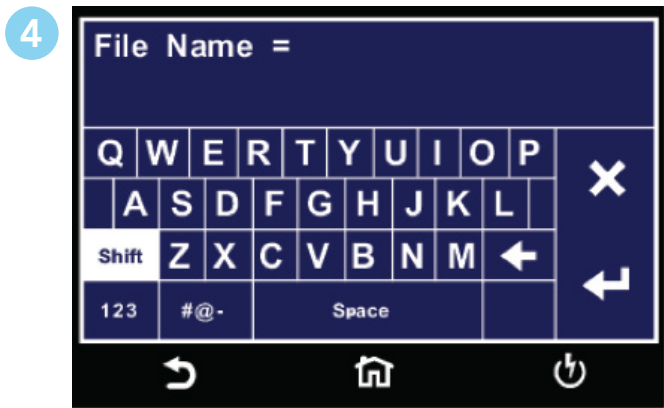 4
File Name =
Q W E R T Y U I O P
A S D F G H J K L
Shift Z X C V B N M
123 #@- Space